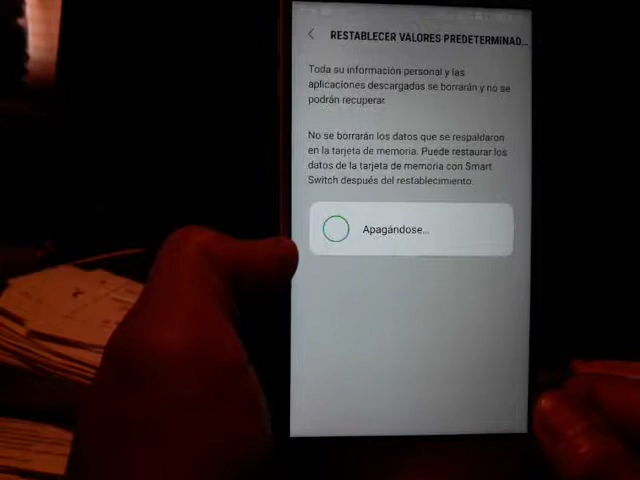 RESTABLECER VALORES PREDETERMINAD...
Toda su información personal y las
aplicaciones descargadas se borrarán y no se
podrán recuperar.
No se borrarán los datos que se respaldaron
en la tarjeta de memoria. Puede restaurar los
datos de la tarjeta de memoria con Smart
Switch después del restablecimiento.
Apagándose...